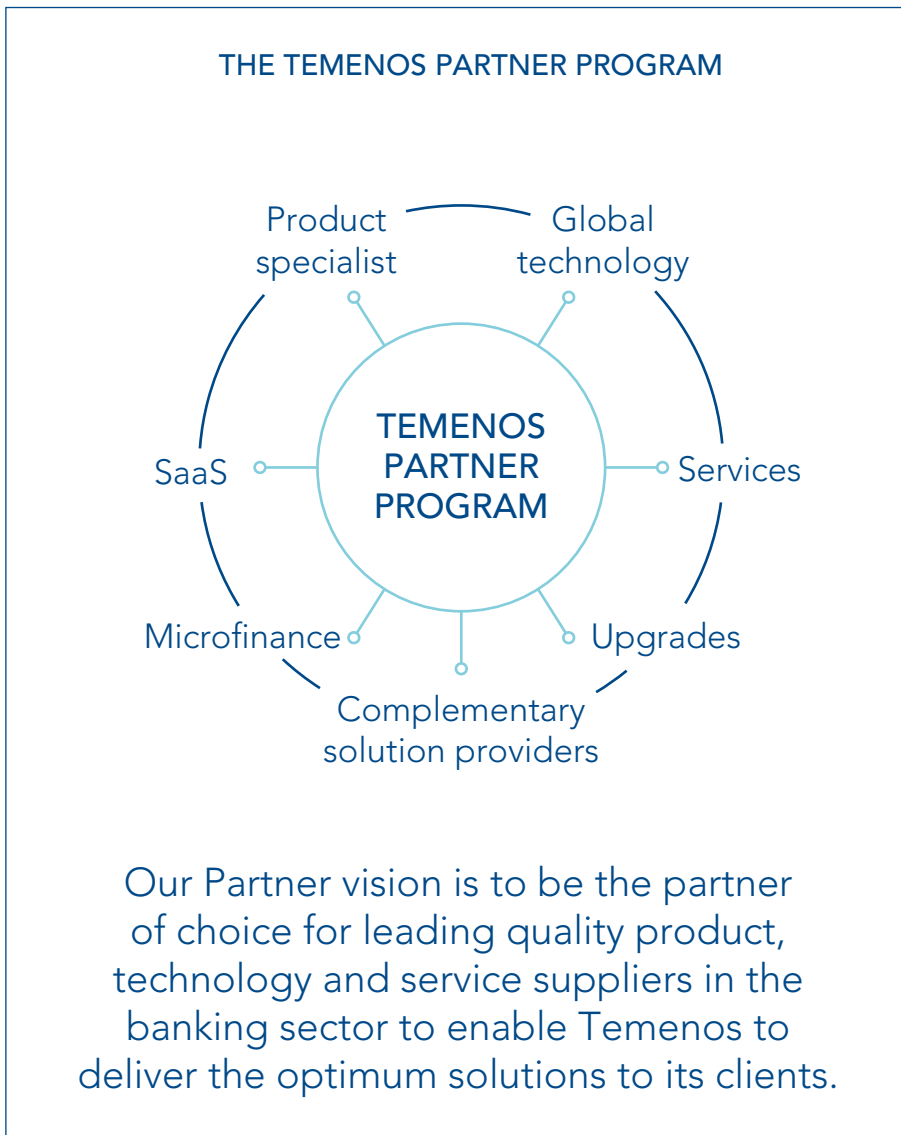 THE TEMENOS PARTNER PROGRAM
Product
specialist
Global
technology
SaaS
TEMENOS
PARTNER
PROGRAM
Services
Microfinance
Upgrades
Complementary
solution providers
Our Partner vision is to be the partner
of choice for leading quality product,
technology and service suppliers in the
banking sector to enable Temenos to
deliver the optimum solutions to its clients.